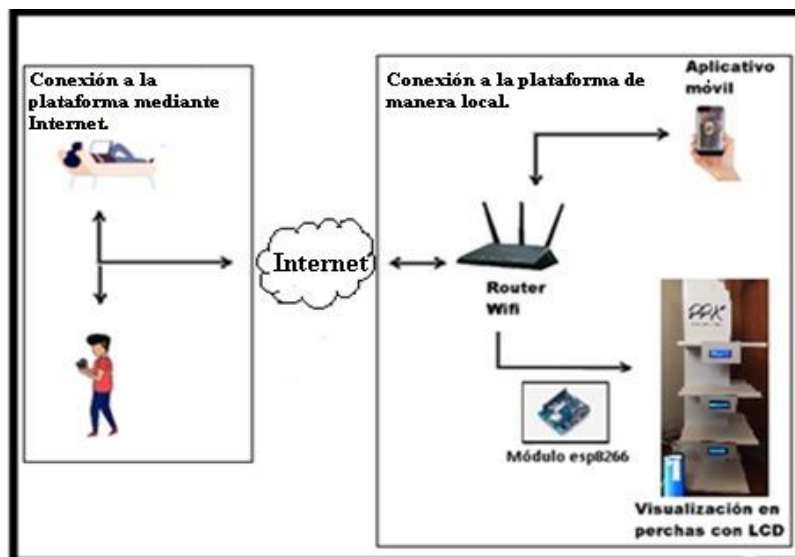 Conexión a la
plataforma mediante
Internet.
Conexión a la plataforma de
manera local.
Aplicativo
móvil
Internet
Router
Wifi
Módulo esp8266
Visualización en
perchas con LCD